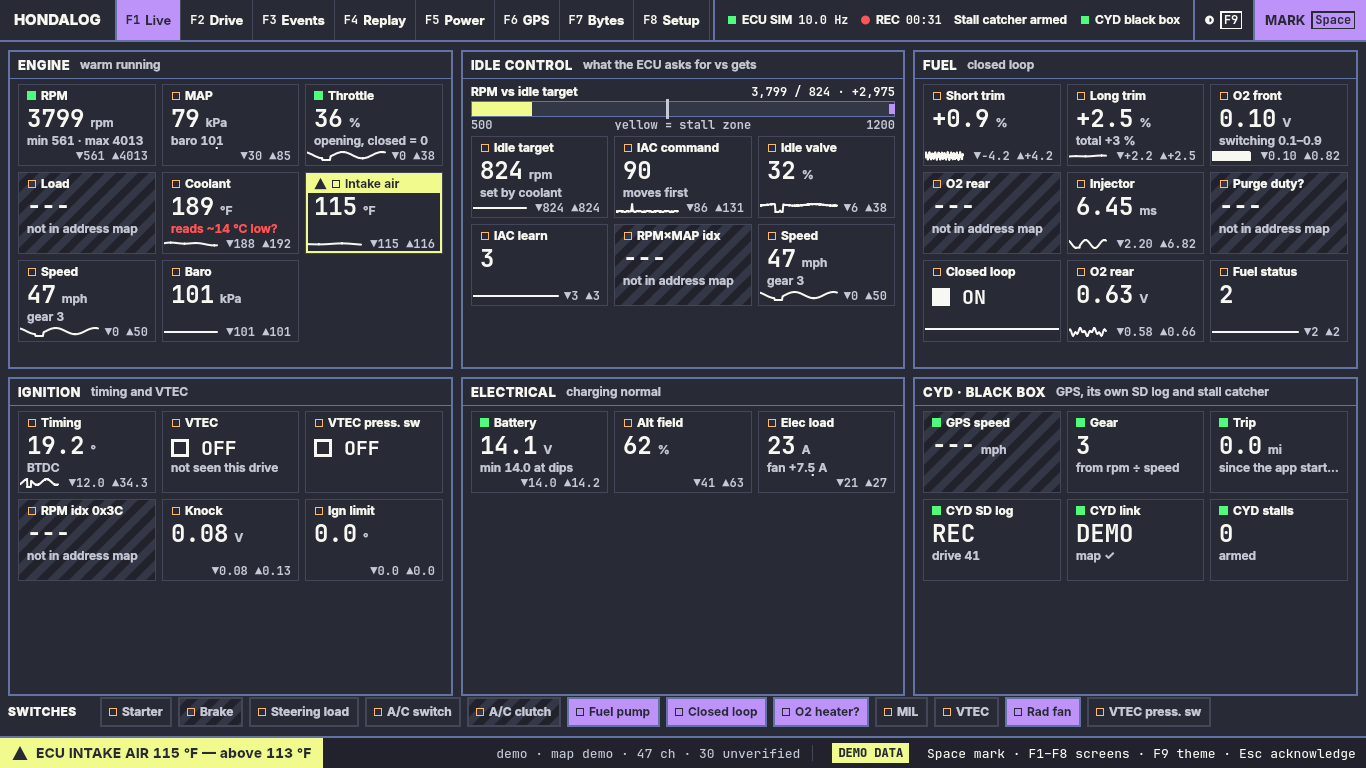 HONDALOG F1 Live F2 Drive F3 Events F4 Replay F5 Power F6 GPS F7 Bytes F8 Setup ECU SIM 10.0 Hz REC 00:31 Stall catcher armed CYD black box F9 MARK Space
ENGINE warm running
RPM MAP Throttle
3799 rpm 79 kPa 36 %
min 561 · max 4013 baro 101 opening, closed = 0
▼561 ▲4013 ▼30 ▲85 ▼0 ▲38
Load Coolant ▲ Intake air
--- 189 °F 115 °F
not in address map reads ~14 °C low?
▼188 ▲192 ▼115 ▲116
Speed Baro
47 mph 101 kPa
gear 3
▼0 ▲50 ▼101 ▲101
IDLE CONTROL what the ECU asks for vs gets
RPM vs idle target 3,799 / 824 · +2,975
500 yellow = stall zone 1200
Idle target IAC command Idle valve
824 rpm 90 32 %
set by coolant moves first
▼824 ▲824 ▼86 ▲131 ▼6 ▲38
IAC learn RPM×MAP idx Speed
3 --- 47 mph
not in address map gear 3
▼3 ▲3 ▼0 ▲50
FUEL closed loop
Short trim Long trim O2 front
+0.9 % +2.5 % 0.10 V
total +3 % switching 0.1–0.9
▼-4.2 ▲+4.2 ▼+2.2 ▲+2.5 ▼0.10 ▲0.82
O2 rear Injector Purge duty?
--- 6.45 ms ---
not in address map not in address map
▼2.20 ▲6.82
Closed loop O2 rear Fuel status
ON 0.63 V 2
▼0.58 ▲0.66 ▼2 ▲2
IGNITION timing and VTEC
Timing VTEC VTEC press. sw
19.2 ° OFF OFF
BTDC not seen this drive
▼12.0 ▲34.3
RPM idx 0x3C Knock Ign limit
--- 0.08 V 0.0 °
not in address map
▼0.08 ▲0.13 ▼0.0 ▲0.0
ELECTRICAL charging normal
Battery Alt field Elec load
14.1 V 62 % 23 A
min 14.0 at dips fan +7.5 A
▼14.0 ▲14.2 ▼41 ▲63 ▼21 ▲27
CYD · BLACK BOX GPS, its own SD log and stall catcher
GPS speed Gear Trip
--- mph 3 0.0 mi
from rpm ÷ speed since the app start...
CYD SD log CYD link CYD stalls
REC DEMO 0
drive 41 map ✓ armed
SWITCHES Starter Brake Steering load A/C switch A/C clutch Fuel pump Closed loop O2 heater? MIL VTEC Rad fan VTEC press. sw
▲ ECU INTAKE AIR 115 °F — above 113 °F demo · map demo · 47 ch · 30 unverified DEMO DATA Space mark · F1–F8 screens · F9 theme · Esc acknowledge